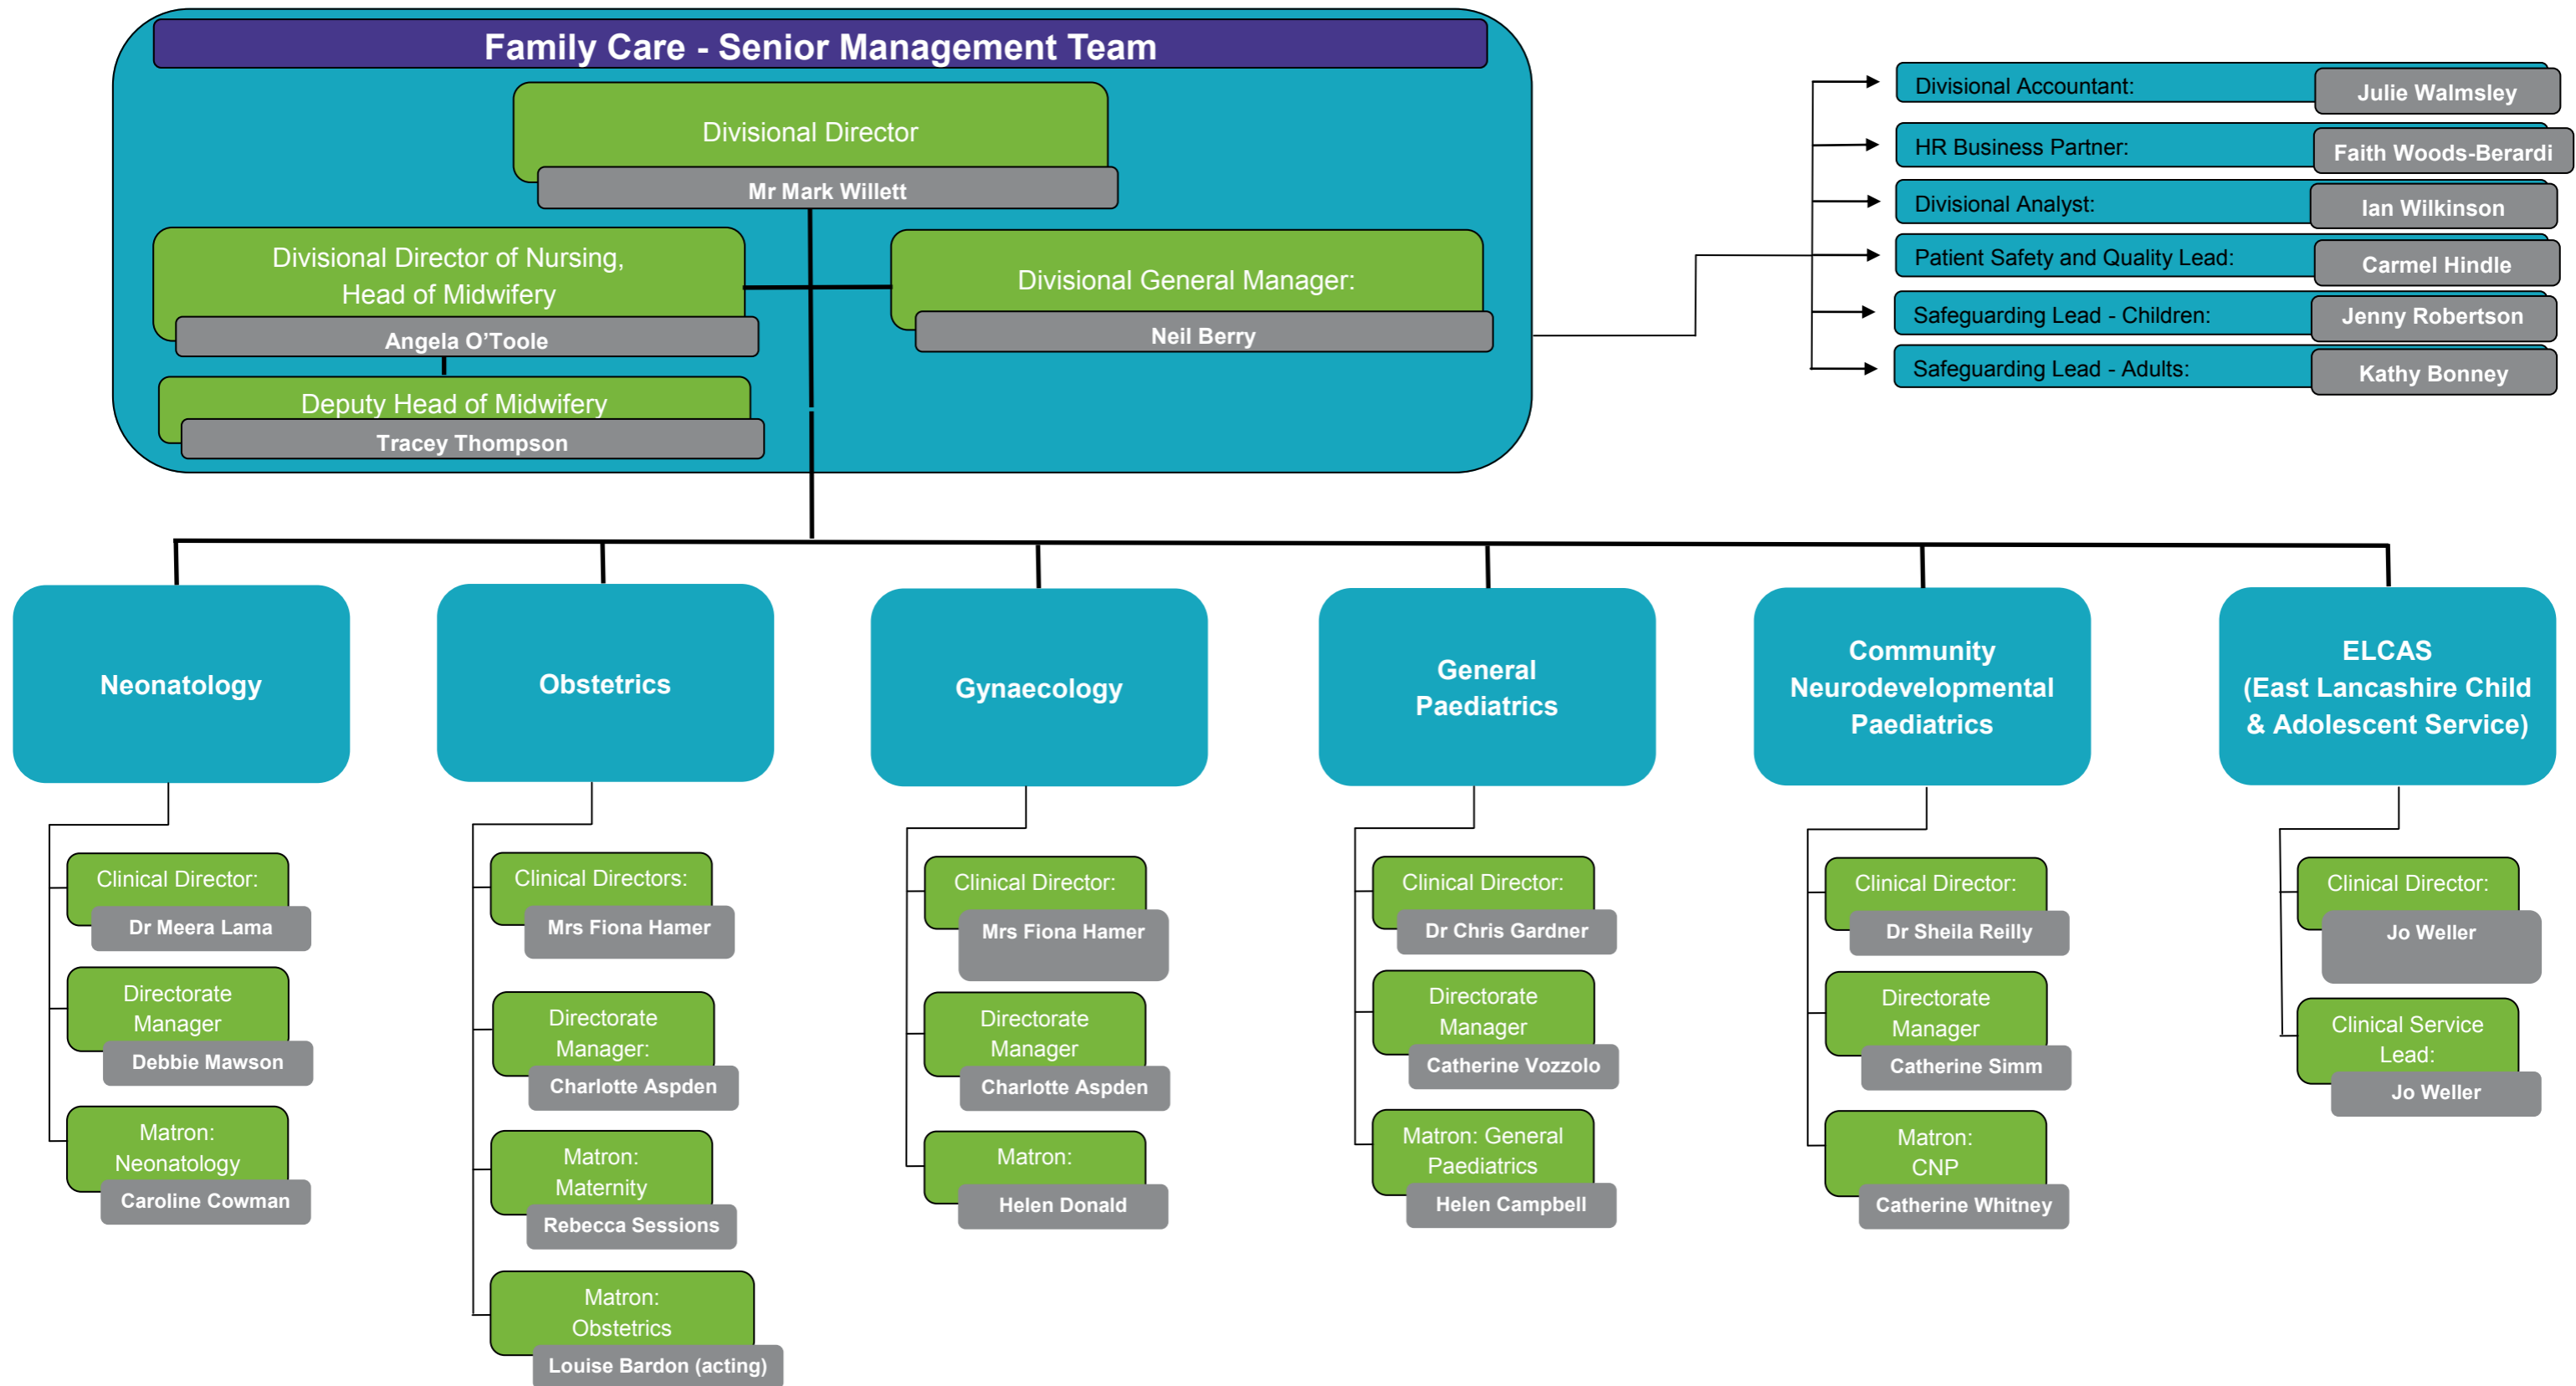 Family Care - Senior Management Team
Divisional Director
Mr Mark Willett
Divisional Director of Nursing,
Head of Midwifery
Angela O'Toole
Divisional General Manager:
Neil Berry
Deputy Head of Midwifery
Tracey Thompson
Divisional Accountant:
Julie Walmsley
HR Business Partner:
Faith Woods-Berardi
Divisional Analyst:
Ian Wilkinson
Patient Safety and Quality Lead:
Carmel Hindle
Safeguarding Lead - Children:
Jenny Robertson
Safeguarding Lead - Adults:
Kathy Bonney
Neonatology
Clinical Director:
Dr Meera Lama
Directorate
Manager
Debbie Mawson
Matron:
Neonatology
Caroline Cowman
Obstetrics
Clinical Directors:
Mrs Fiona Hamer
Directorate
Manager:
Charlotte Aspden
Matron:
Maternity
Rebecca Sessions
Matron:
Obstetrics
Louise Bardon (acting)
Gynaecology
Clinical Director:
Mrs Fiona Hamer
Directorate
Manager
Charlotte Aspden
Matron:
Helen Donald
General
Paediatrics
Clinical Director:
Dr Chris Gardner
Directorate
Manager
Catherine Vozzolo
Matron: General
Paediatrics
Helen Campbell
Community
Neurodevelopmental
Paediatrics
Clinical Director:
Dr Sheila Reilly
Directorate
Manager
Catherine Simm
Matron:
CNP
Catherine Whitney
ELCAS
(East Lancashire Child
& Adolescent Service)
Clinical Director:
Jo Weller
Clinical Service
Lead:
Jo Weller